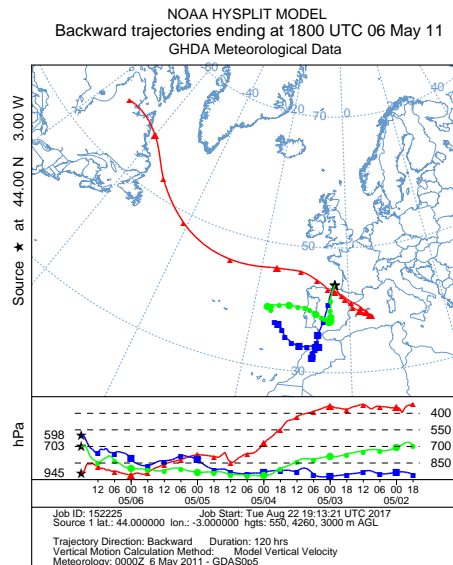 NOAA HYSPLIT MODEL
Backward trajectories ending at 1800 UTC 06 May 11
GHDA Meteorological Data
Source ★ at 44.00 N 3.00 W
-60
-40
-20
70
0
60
50
40
30
hPa
598
703
945
400
550
700
850
12 06 00 18 12 06 00 18 12 06 00 18 12 06 00 18 12 06 00 18
05/06 05/05 05/04 05/03 05/02
Job ID: 152225 Job Start: Tue Aug 22 19:13:21 UTC 2017
Source 1 lat.: 44.000000 lon.: -3.000000 hgts: 550, 4260, 3000 m AGL
Trajectory Direction: Backward Duration: 120 hrs
Vertical Motion Calculation Method: Model Vertical Velocity
Meteorology: 0000Z 6 May 2011 - GDAS0p5